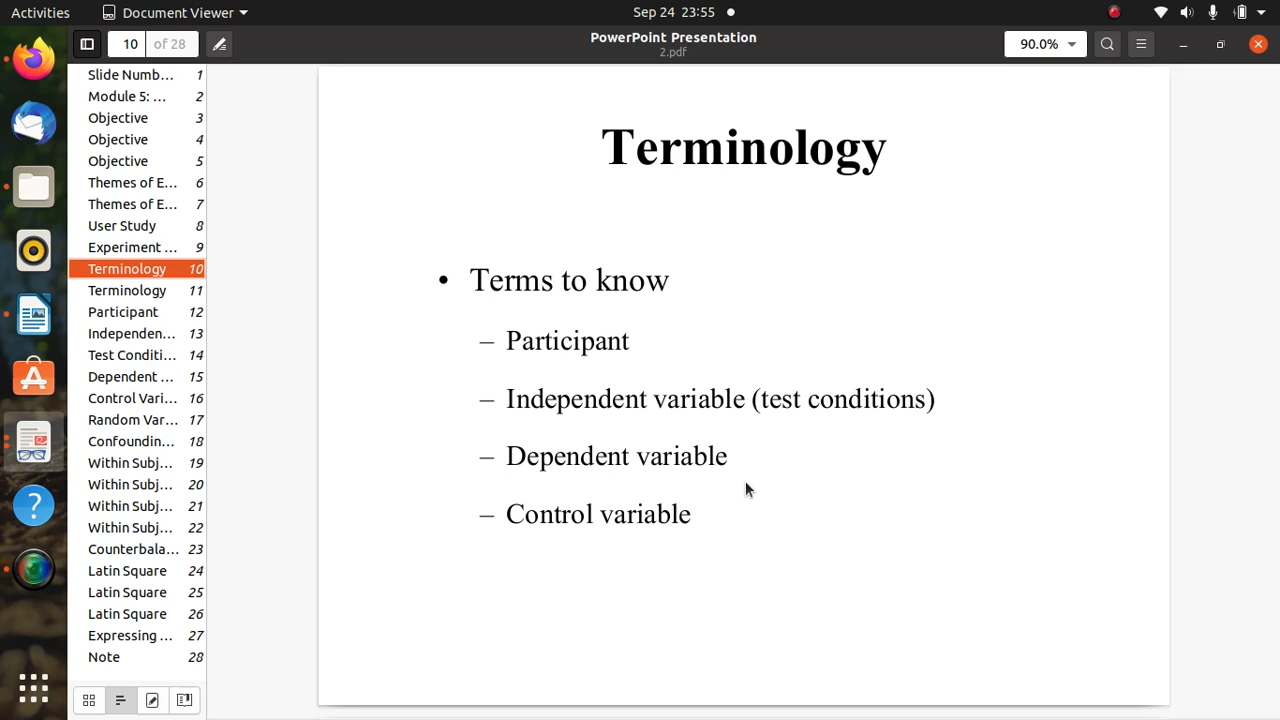 Activities
Document Viewer
Sep 24 23:55
10 of 28
PowerPoint Presentation
2.pdf
90.0%
Slide Numb... 1
Module 5: ... 2
Objective 3
Objective 4
Objective 5
Themes of E... 6
Themes of E... 7
User Study 8
Experiment ... 9
Terminology 10
Terminology 11
Participant 12
Independen... 13
Test Conditi... 14
Dependent ... 15
Control Vari... 16
Random Var... 17
Confoundin... 18
Within Subj... 19
Within Subj... 20
Within Subj... 21
Within Subj... 22
Counterbala... 23
Latin Square 24
Latin Square 25
Latin Square 26
Expressing ... 27
Note 28
Terminology
• Terms to know
– Participant
– Independent variable (test conditions)
– Dependent variable
– Control variable